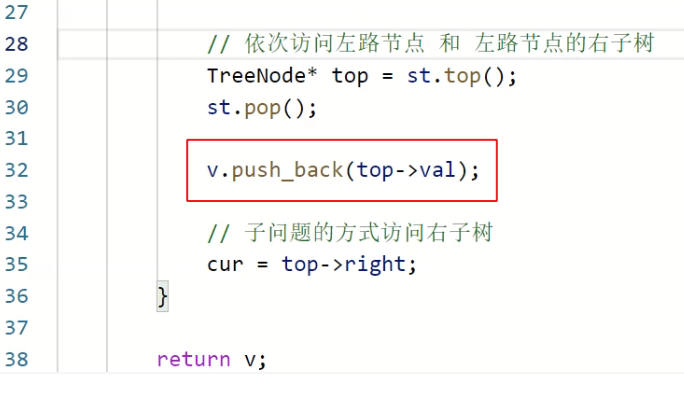 27
28 // 依次访问左路节点 和 左路节点的右子树
29 TreeNode* top = st.top();
30 st.pop();
31
32 v.push_back(top->val);
33
34 // 子问题的方式访问右子树
35 cur = top->right;
36 }
37
38 return v;